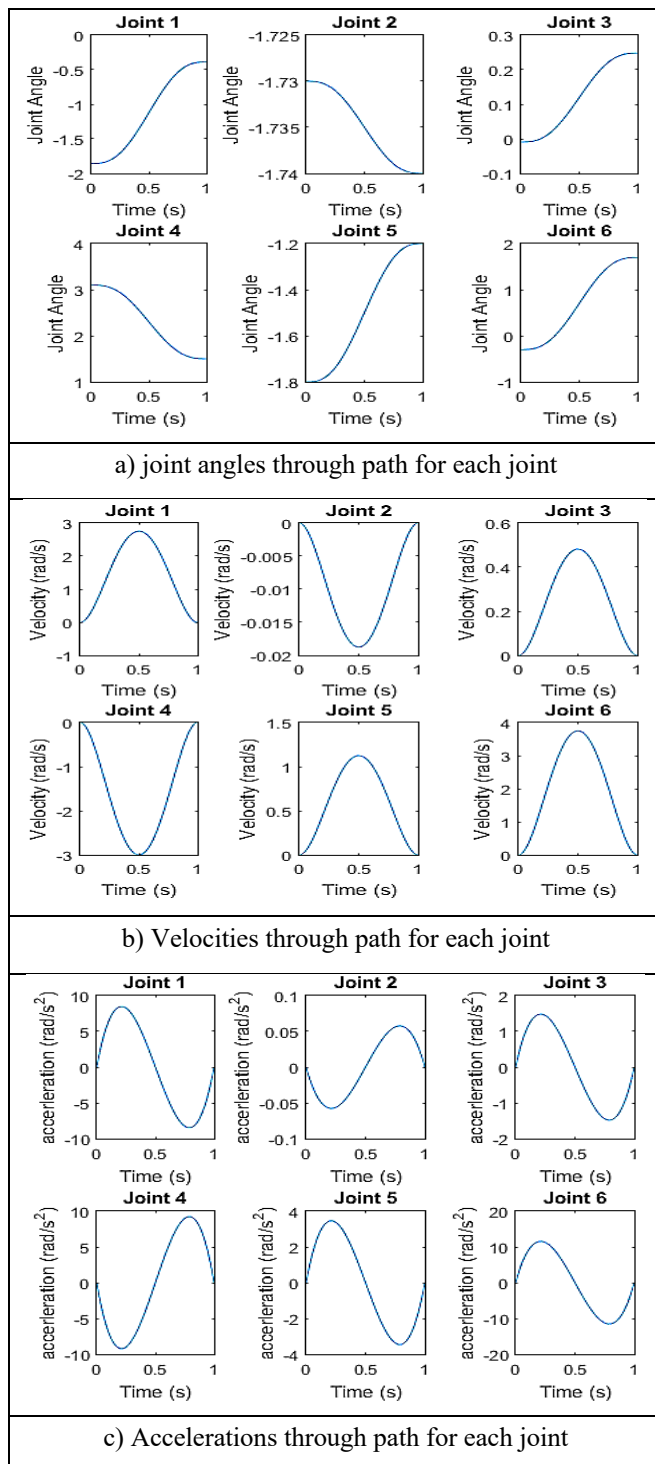 Joint 1 Joint 2 Joint 3
0 -0.5 -1 -1.5 -2 Joint Angle 0 0.5 1 Time (s)
-1.725 -1.73 -1.735 -1.74 Joint Angle 0 0.5 1 Time (s)
0.3 0.2 0.1 0 -0.1 Joint Angle 0 0.5 1 Time (s)
Joint 4 Joint 5 Joint 6
4 3 2 1 Joint Angle 0 0.5 1 Time (s)
-1.2 -1.4 -1.6 -1.8 Joint Angle 0 0.5 1 Time (s)
2 1 0 -1 Joint Angle 0 0.5 1 Time (s)
a) joint angles through path for each joint
Joint 1 Joint 2 Joint 3
3 2 1 0 -1 Velocity (rad/s) 0 0.5 1 Time (s)
0 -0.005 -0.01 -0.015 -0.02 Velocity (rad/s) 0 0.5 1 Time (s)
0.6 0.4 0.2 0 Velocity (rad/s) 0 0.5 1 Time (s)
Joint 4 Joint 5 Joint 6
0 -1 -2 -3 Velocity (rad/s) 0 0.5 1 Time (s)
1.5 1 0.5 0 Velocity (rad/s) 0 0.5 1 Time (s)
4 3 2 1 0 Velocity (rad/s) 0 0.5 1 Time (s)
b) Velocities through path for each joint
Joint 1 Joint 2 Joint 3
10 5 0 -5 -10 accerleration (rad/s²) 0 0.5 1 Time (s)
0.1 0.05 0 -0.05 -0.1 accerleration (rad/s²) 0 0.5 1 Time (s)
2 1 0 -1 -2 accerleration (rad/s²) 0 0.5 1 Time (s)
Joint 4 Joint 5 Joint 6
10 5 0 -5 -10 accerleration (rad/s²) 0 0.5 1 Time (s)
4 2 0 -2 -4 accerleration (rad/s²) 0 0.5 1 Time (s)
20 10 0 -10 -20 accerleration (rad/s²) 0 0.5 1 Time (s)
c) Accelerations through path for each joint